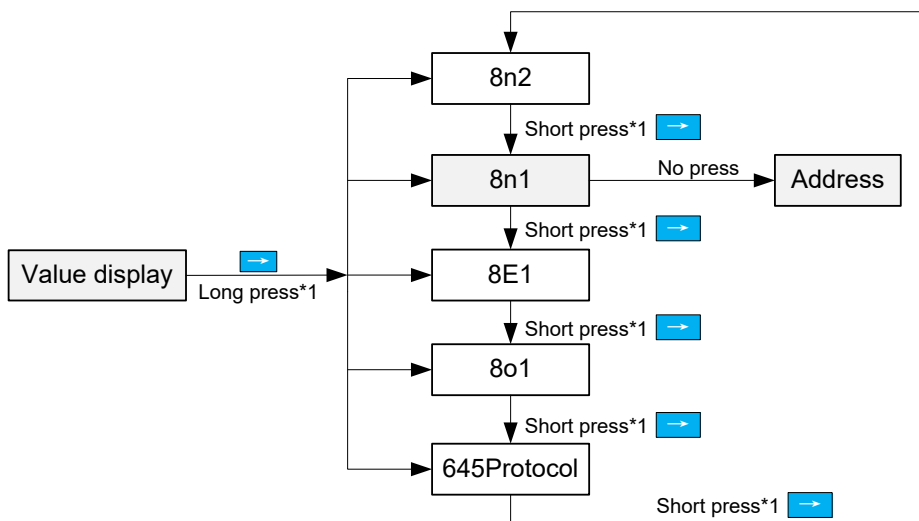 8n2
Short press*1 →
8n1
No press
Address
Short press*1 →
Value display
→
Long press*1
8E1
Short press*1 →
8o1
Short press*1 →
645Protocol
Short press*1 →